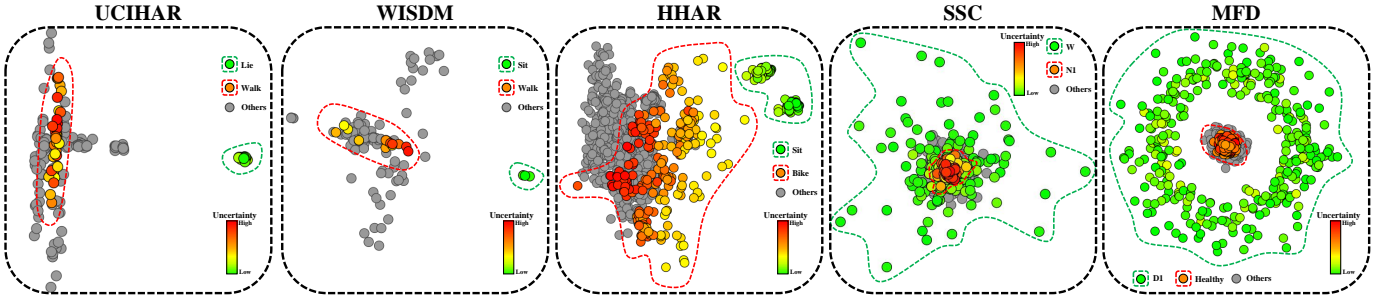 UCIHAR
Lie
Walk
Others
Uncertainty
High
Low
WISDM
Sit
Walk
Others
Uncertainty
High
Low
HHAR
Sit
Bike
Others
Uncertainty
High
Low
SSC
Uncertainty
High
Low
W
N1
Others
MFD
Uncertainty
High
Low
D1
Healthy
Others